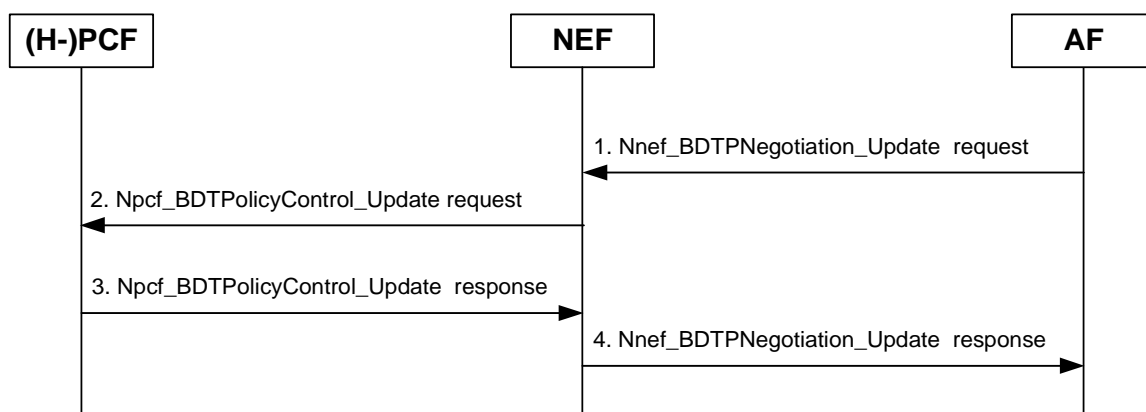 (H-)PCF
NEF
AF
1. Nnef_BDTPNegotiation_Update request
2. Npcf_BDTPolicyControl_Update request
3. Npcf_BDTPolicyControl_Update response
4. Nnef_BDTPNegotiation_Update response